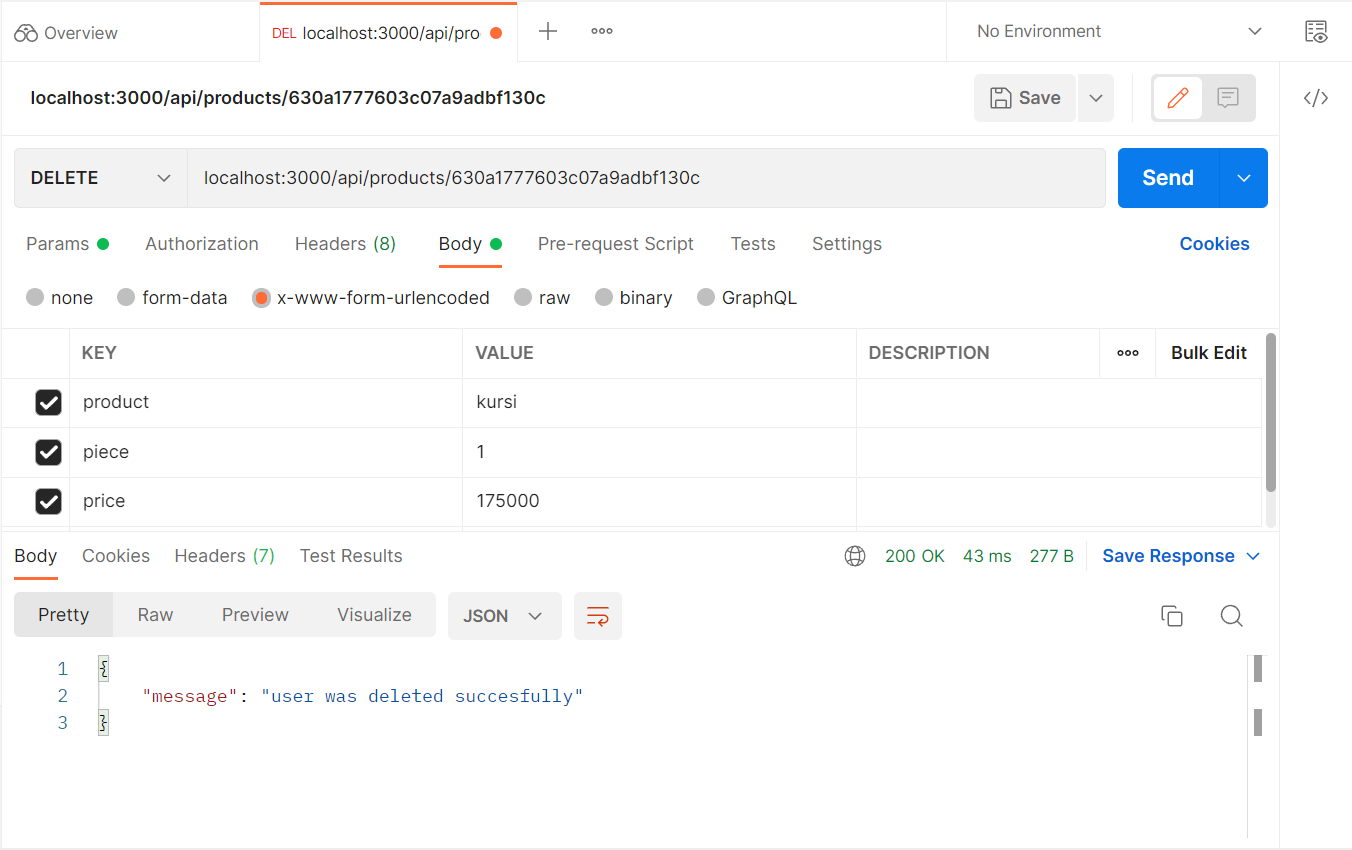 Overview
DEL localhost:3000/api/pro
No Environment
localhost:3000/api/products/630a1777603c07a9adbf130c
Save
DELETE
localhost:3000/api/products/630a1777603c07a9adbf130c
Send
Params Authorization Headers (8) Body Pre-request Script Tests Settings Cookies
none form-data x-www-form-urlencoded raw binary GraphQL
KEY VALUE DESCRIPTION Bulk Edit
product kursi
piece 1
price 175000
Body Cookies Headers (7) Test Results 200 OK 43 ms 277 B Save Response
Pretty Raw Preview Visualize JSON
1 {
2 "message": "user was deleted succesfully"
3 }